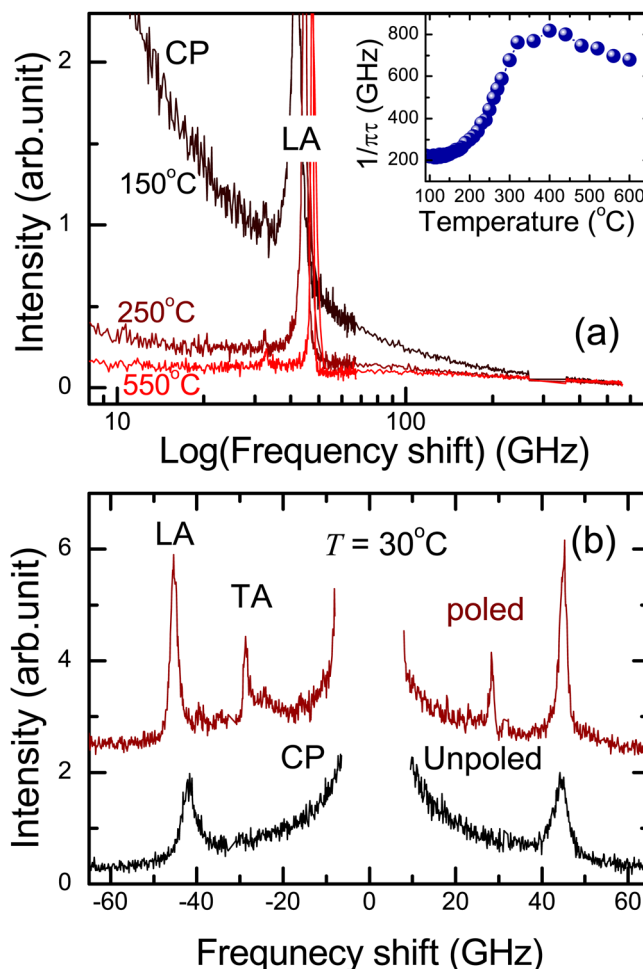 2
1
0
Intensity (arb.unit)
CP
LA
150°C
250°C
550°C
(a)
800
600
400
200
1/πτ (GHz)
100 200 300 400 500 600
Temperature (°C)
10 100
Log(Frequency shift) (GHz)
6
4
2
0
Intensity (arb.unit)
LA
T = 30°C
(b)
TA
poled
CP
Unpoled
-60 -40 -20 0 20 40 60
Frequnecy shift (GHz)